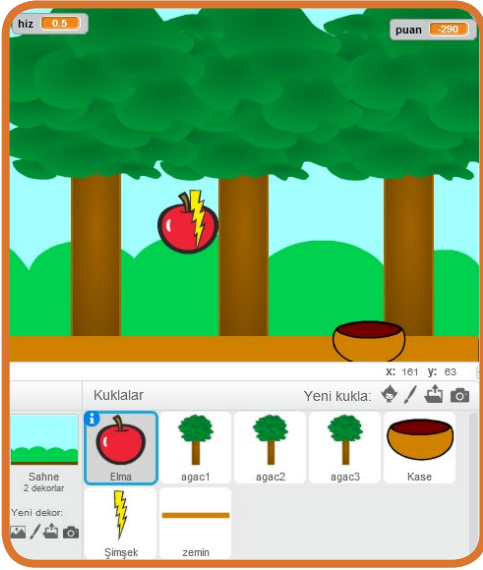 hiz 0.5
puan -290
x: 161 y: 63
Kuklalar
Yeni kukla:
Sahne
2 dekorlar
Yeni dekor:
Elma
agac1
agac2
agac3
Kase
Şimşek
zemin